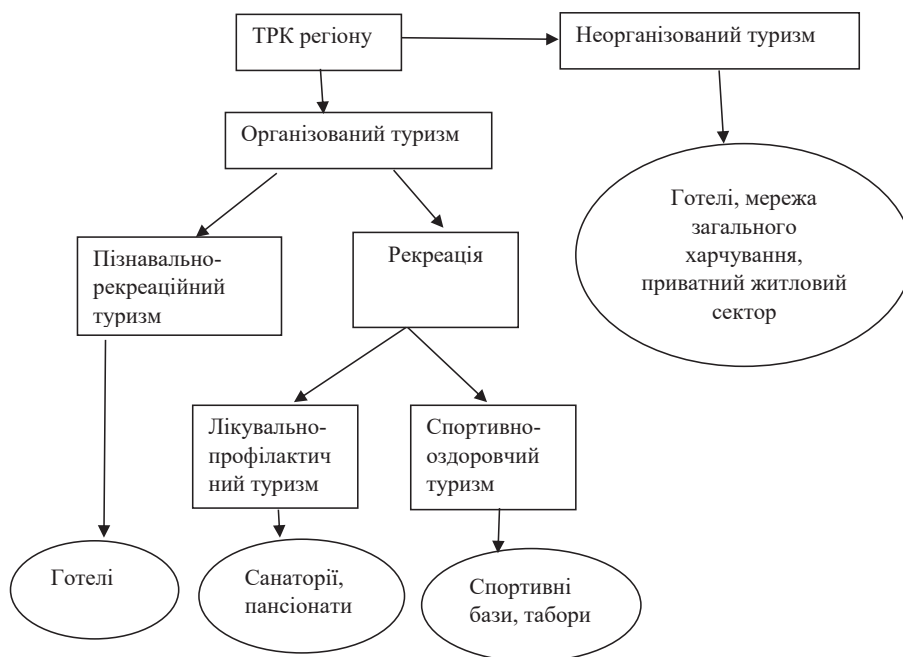 ТРК регіону
Неорганізований туризм
Організований туризм
Готелі, мережа
загального
харчування,
приватний житловий
сектор
Пізнавально-
рекреаційний
туризм
Рекреація
Лікувально-
профілактич
ний туризм
Спортивно-
оздоровчий
туризм
Готелі
Санаторії,
пансіонати
Спортивні
бази, табори